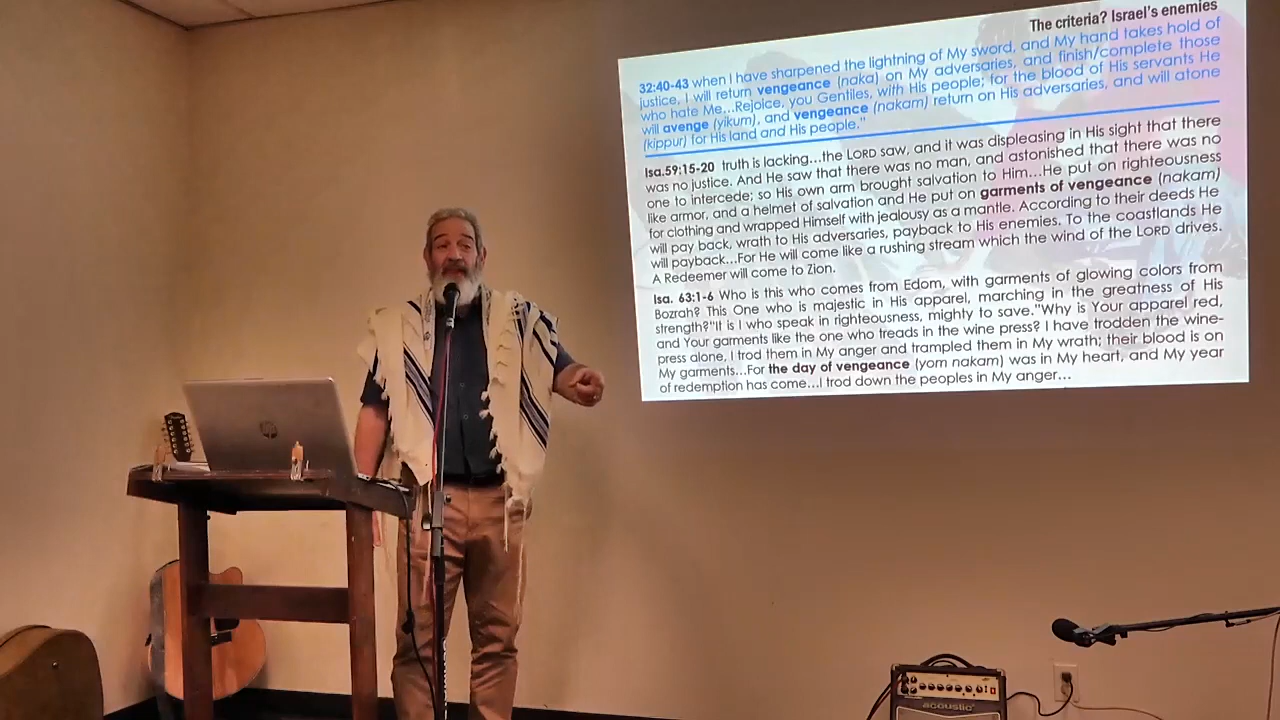 The criteria? Israel's enemies
32:40-43 when I have sharpened the lightning of My sword, and My hand takes hold of
justice, I will return vengeance (naka) on My adversaries, and finish/complete those
who hate Me...Rejoice, you Gentiles, with His people; for the blood of His servants He
will avenge (yikum), and vengeance (nakam) return on His adversaries, and will atone
(kippur) for His land and His people."
Isa.59:15-20 truth is lacking...the LORD saw, and it was displeasing in His sight that there
was no justice. And He saw that there was no man, and astonished that there was no
one to intercede; so His own arm brought salvation to Him...He put on righteousness
like armor, and a helmet of salvation and He put on garments of vengeance (nakam)
for clothing and wrapped Himself with jealousy as a mantle. According to their deeds He
will pay back, wrath to His adversaries, payback to His enemies. To the coastlands He
will payback...For He will come like a rushing stream which the wind of the LORD drives.
A Redeemer will come to Zion.
Isa. 63:1-6 Who is this who comes from Edom, with garments of glowing colors from
Bozrah? This One who is majestic in His apparel, marching in the greatness of His
strength?"It is I who speak in righteousness, mighty to save."Why is Your apparel red,
and Your garments like the one who treads in the wine press? I have trodden the wine-
press alone, I trod them in My anger and trampled them in My wrath; their blood is on
My garments...For the day of vengeance (yom nakam) was in My heart, and My year
of redemption has come...I trod down the peoples in My anger...
hp
acoustic